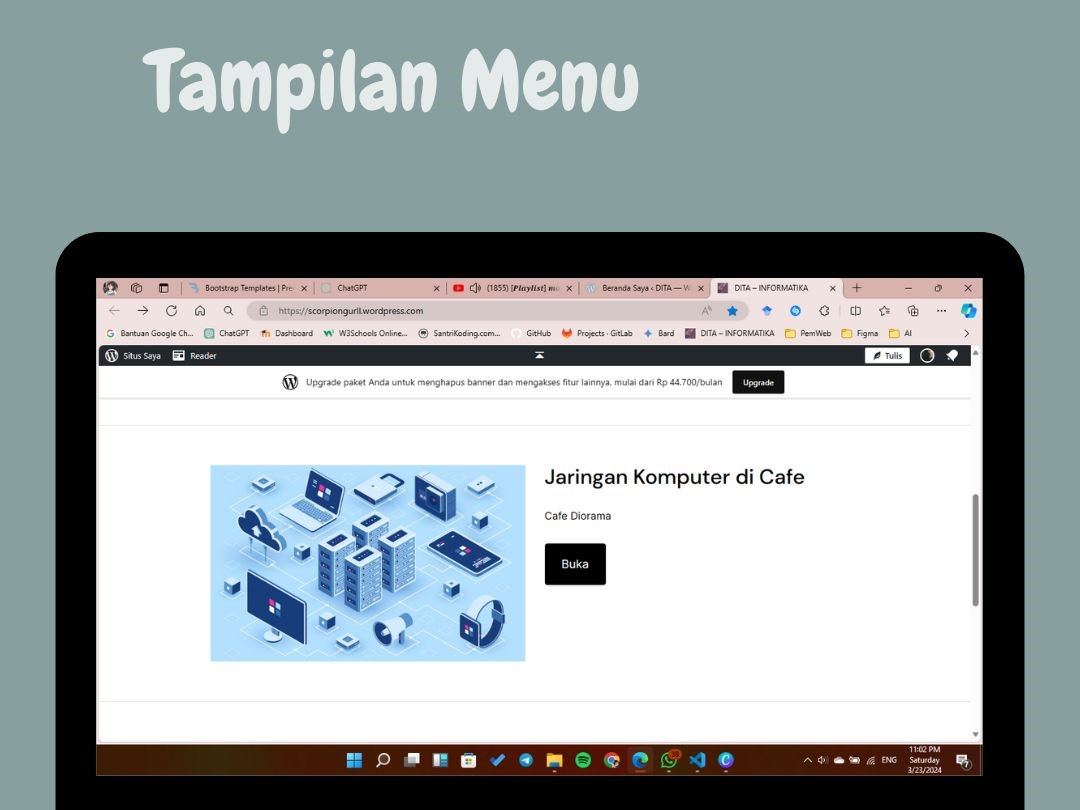 Tampilan Menu
Bootstrap Templates | Pre
ChatGPT
(1855) [Playlist] mo
Beranda Saya ‹ DITA — W
DITA – INFORMATIKA
https://scorpiongurll.wordpress.com
Bantuan Google Ch...
ChatGPT
Dashboard
W3Schools Online...
SantriKoding.com...
GitHub
Projects · GitLab
Bard
DITA – INFORMATIKA
PemWeb
Figma
AI
Situs Saya
Reader
Tulis
Upgrade paket Anda untuk menghapus banner dan mengakses fitur lainnya, mulai dari Rp 44.700/bulan
Upgrade
Jaringan Komputer di Cafe
Cafe Diorama
Buka
ENG
11:02 PM
Saturday
3/23/2024